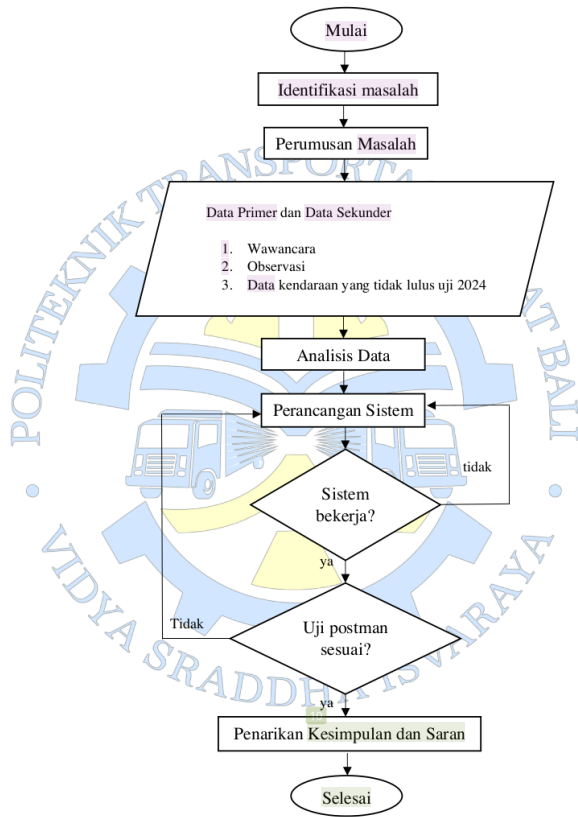 Mulai
Identifikasi masalah
Perumusan Masalah
Data Primer dan Data Sekunder
1. Wawancara
2. Observasi
3. Data kendaraan yang tidak lulus uji 2024
Analisis Data
Perancangan Sistem
tidak
Sistem
bekerja?
ya
Tidak
Uji postman
sesuai?
ya
Penarikan Kesimpulan dan Saran
Selesai
POLITEKNIK TRANSPORTA
AT BALI
VIDYA SRADDHA ISVARAYA